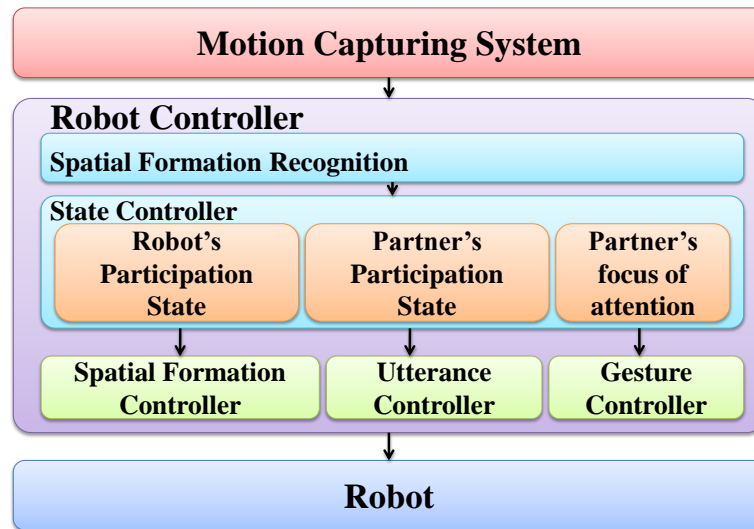 Motion Capturing System
Robot Controller
Spatial Formation Recognition
State Controller
Robot's
Participation
State
Partner's
Participation
State
Partner's
focus of
attention
Spatial Formation
Controller
Utterance
Controller
Gesture
Controller
Robot